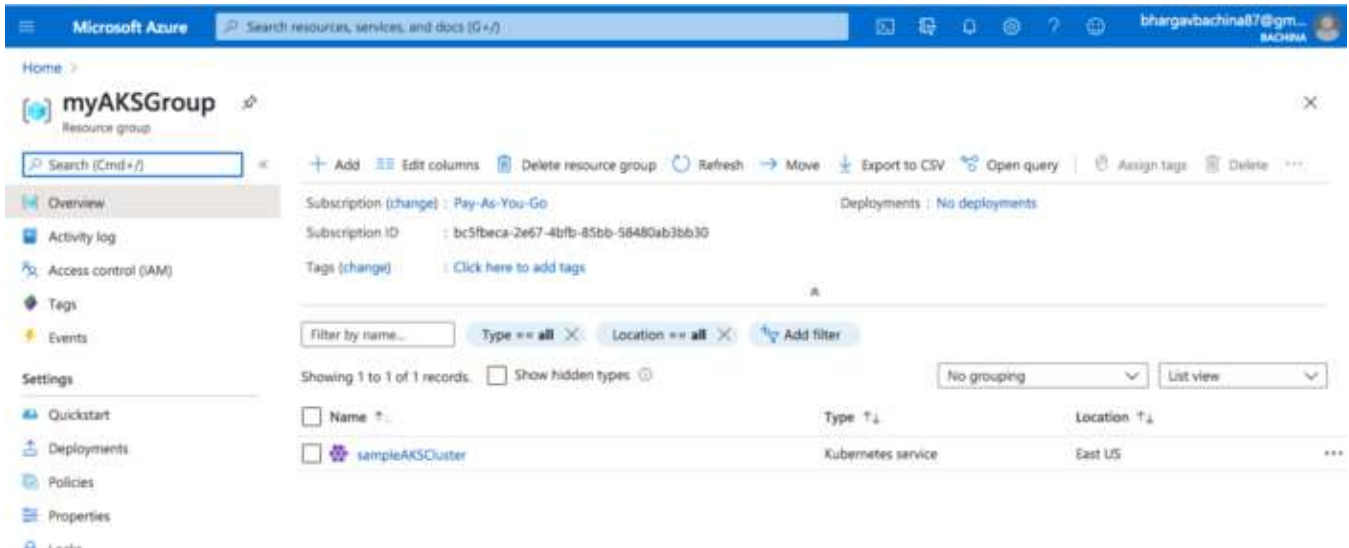 Microsoft Azure
Search resources, services, and docs (G+/)
bhargavbachina87@gm...
BACHINA
Home >
myAKSGroup
Resource group
Search (Cmd+/)
«
Add
Edit columns
Delete resource group
Refresh
Move
Export to CSV
Open query
Assign tags
Delete
...
Overview
Activity log
Access control (IAM)
Tags
Events
Settings
Quickstart
Deployments
Policies
Properties
Locks
Subscription (change) : Pay-As-You-Go
Deployments : No deployments
Subscription ID : bc5fbeca-2e67-4bfb-85bb-58480ab3bb30
Tags (change) : Click here to add tags
Filter by name...
Type == all
Location == all
Add filter
Showing 1 to 1 of 1 records.
Show hidden types
No grouping
List view
Name ↑↓
Type ↑↓
Location ↑↓
sampleAKSCluster
Kubernetes service
East US
...